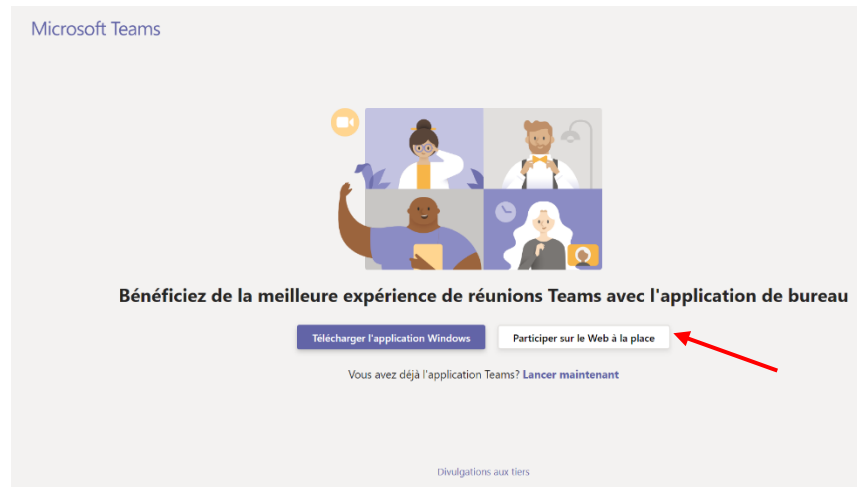 Microsoft Teams
Bénéficiez de la meilleure expérience de réunions Teams avec l'application de bureau
Télécharger l'application Windows
Participer sur le Web à la place
Vous avez déjà l'application Teams? Lancer maintenant
Divulgations aux tiers